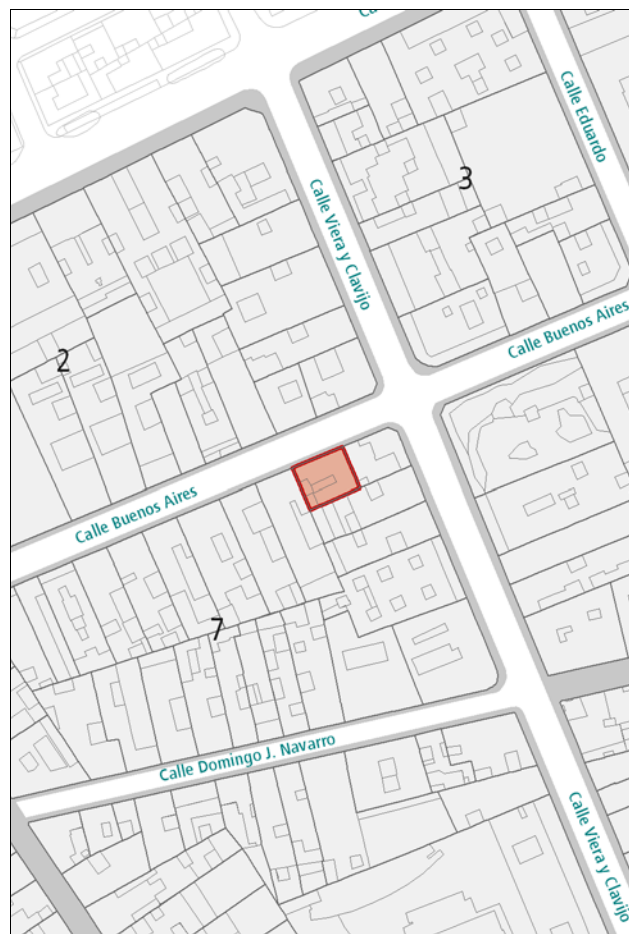 Calle Eduardo
3
Calle Viera y Clavijo
Calle Buenos Aires
2
Calle Buenos Aires
7
Calle Domingo J. Navarro
Calle Viera y Clavijo